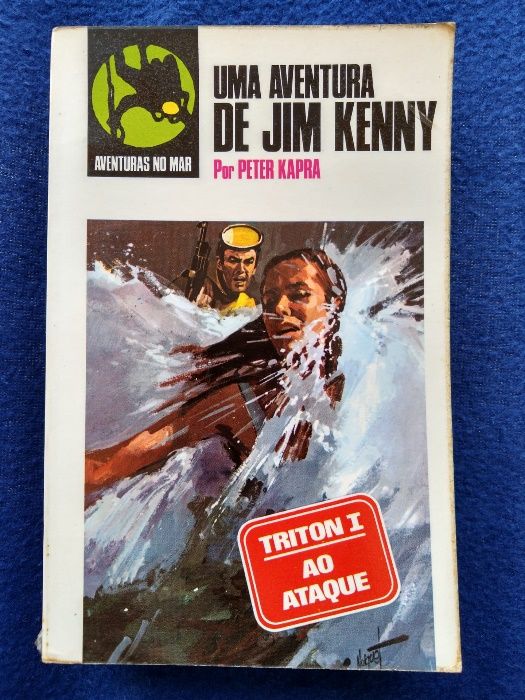 AVENTURAS NO MAR
UMA AVENTURA
DE JIM KENNY
Por PETER KAPRA
TRITON I
AO
ATAQUE